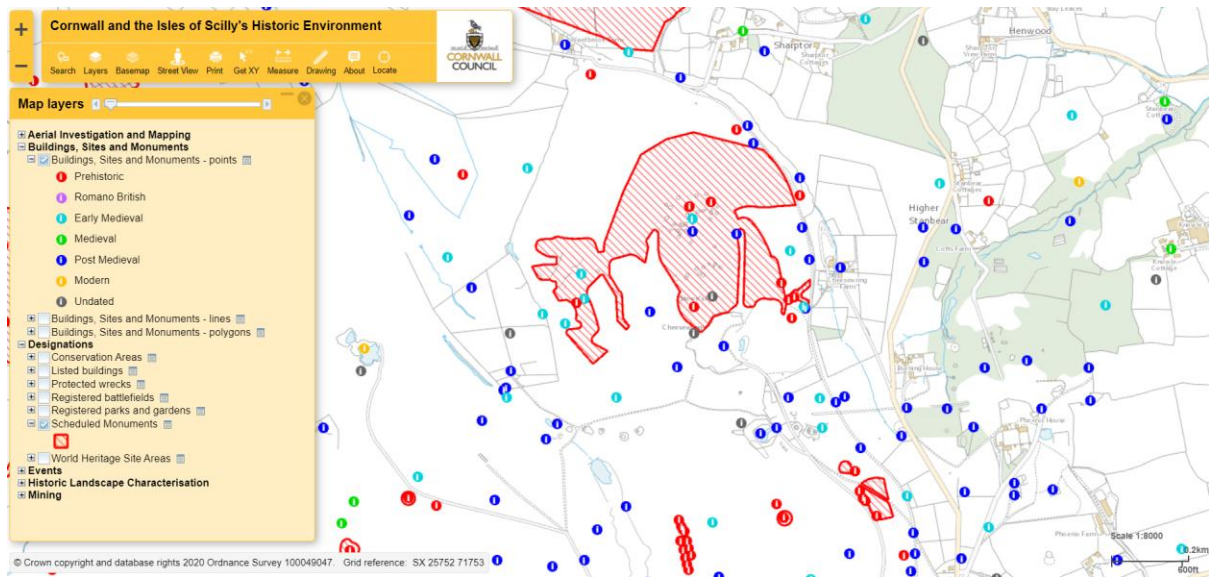 Cornwall and the Isles of Scilly's Historic Environment
Search Layers Basemap Street View Print Get XY Measure Drawing About Locate
CORNWALL
COUNCIL
Map layers
Aerial Investigation and Mapping
Buildings, Sites and Monuments
Buildings, Sites and Monuments - points
Prehistoric
Romano British
Early Medieval
Medieval
Post Medieval
Modern
Undated
Buildings, Sites and Monuments - lines
Buildings, Sites and Monuments - polygons
Designations
Conservation Areas
Listed buildings
Protected wrecks
Registered battlefields
Registered parks and gardens
Scheduled Monuments
World Heritage Site Areas
Events
Historic Landscape Characterisation
Mining
Sharptor
Henwood
Higher
Stanbear
Phoenix Farm
Scale 1:8000
0.2km
600ft
© Crown copyright and database rights 2020 Ordnance Survey 100049047. Grid reference: SX 25752 71753